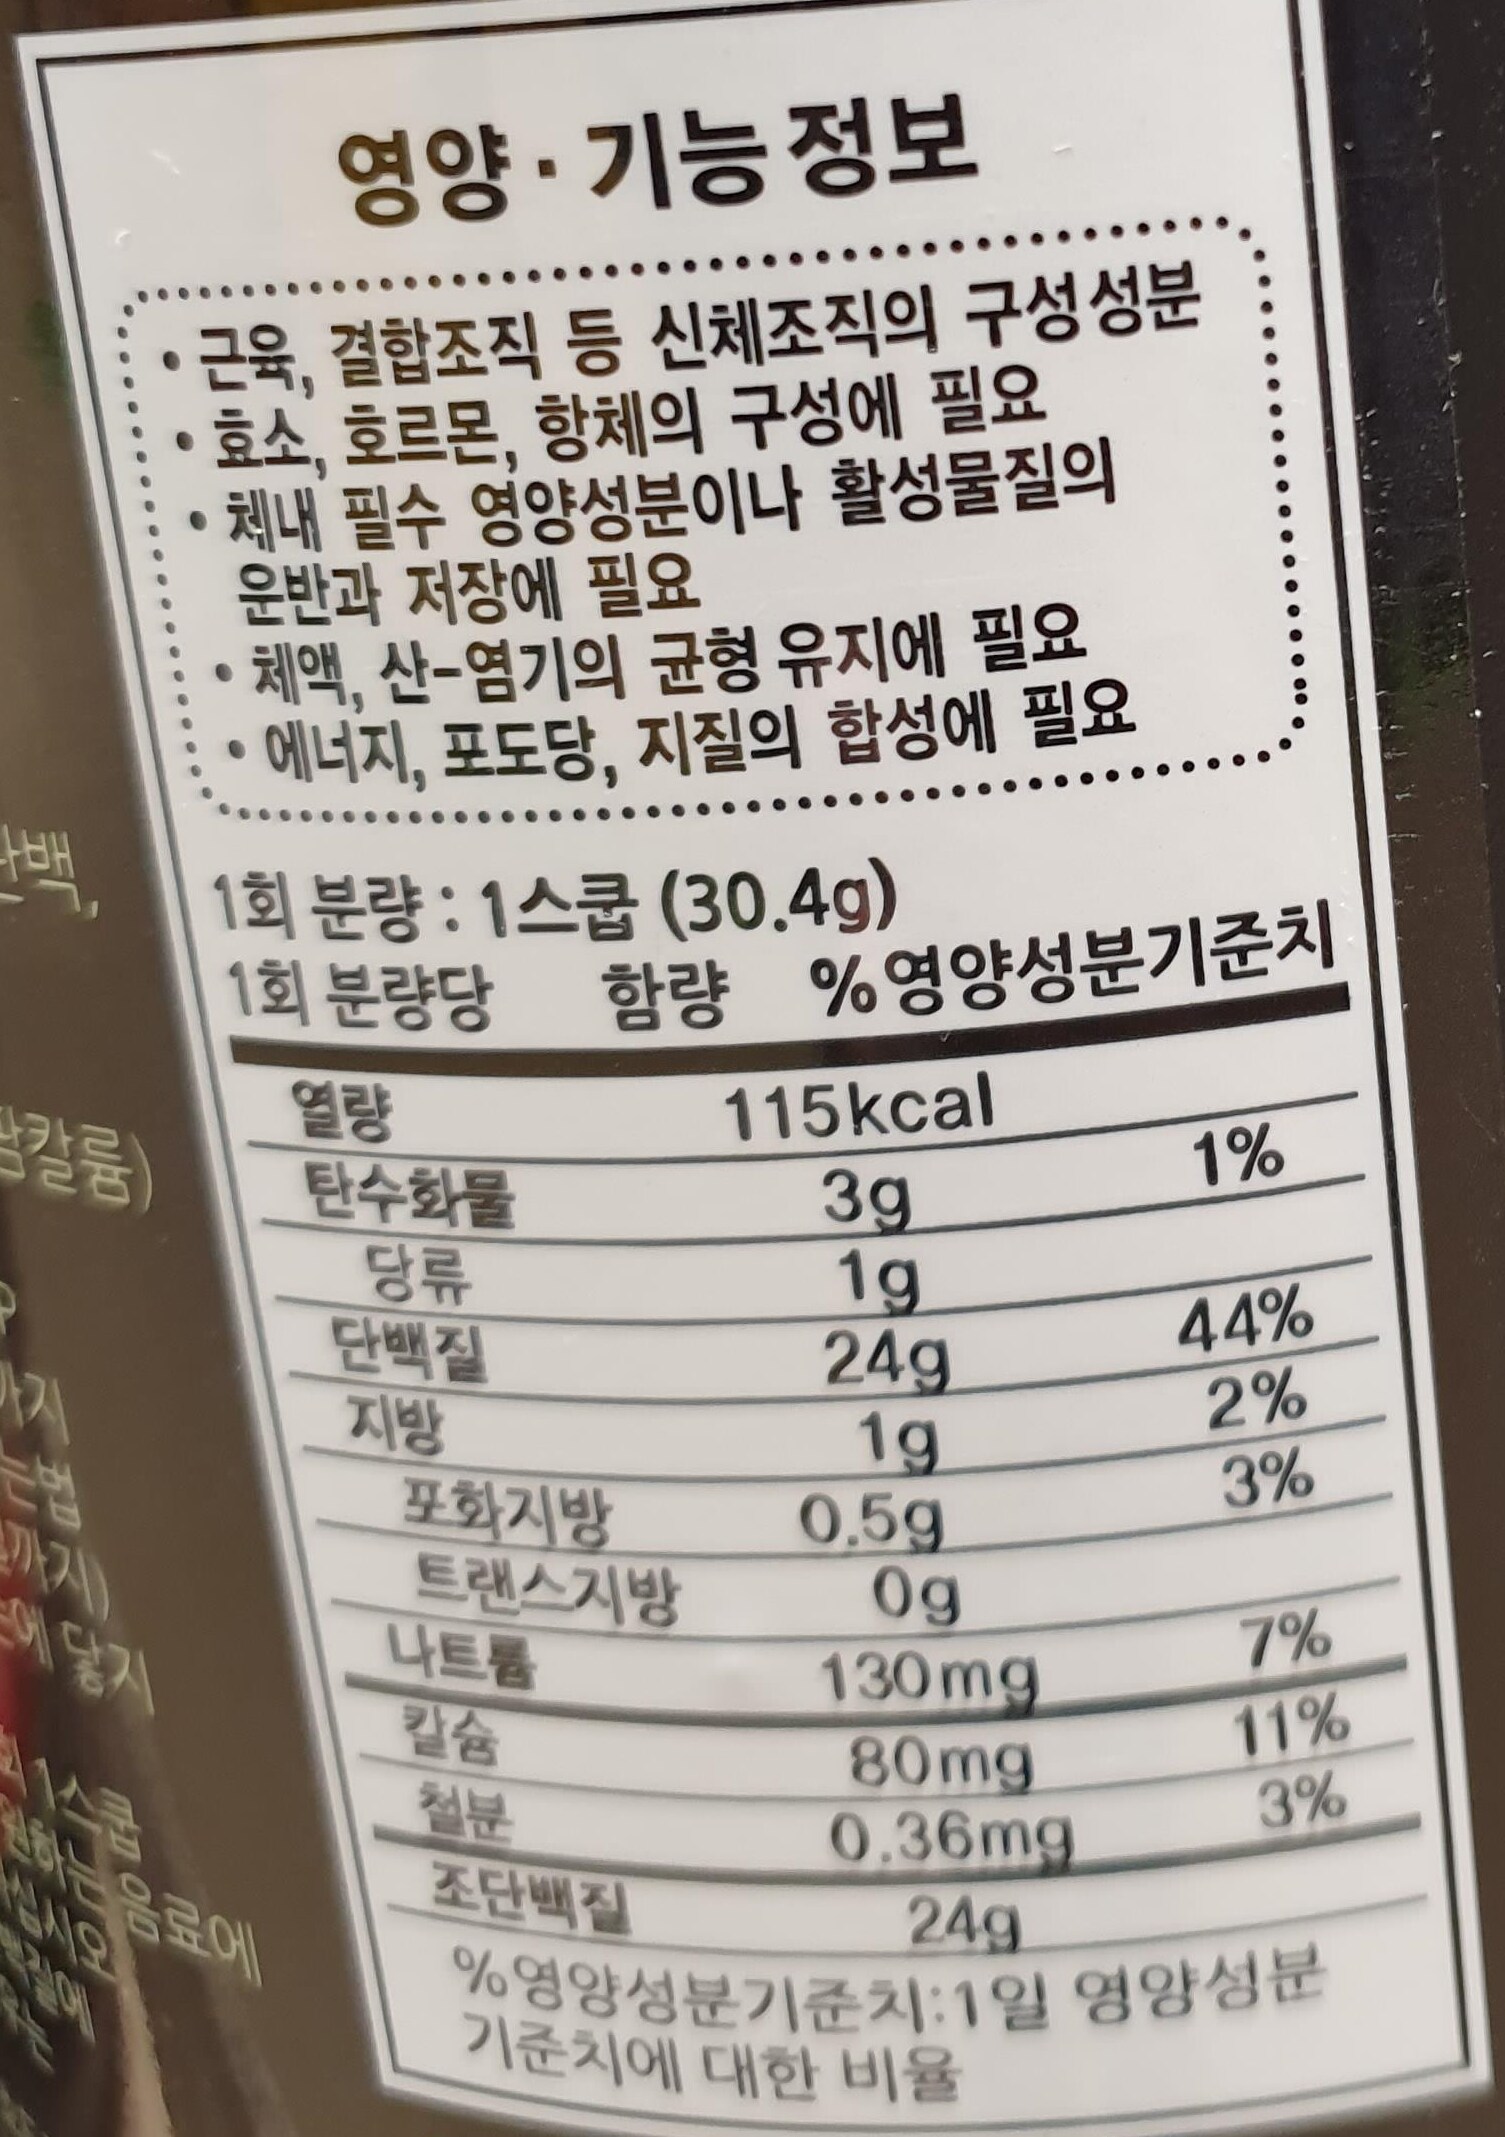 영양·기능정보
• 근육, 결합조직 등 신체조직의 구성성분
• 효소, 호르몬, 항체의 구성에 필요
• 체내 필수 영양성분이나 활성물질의
운반과 저장에 필요
• 체액, 산-염기의 균형 유지에 필요
• 에너지, 포도당, 지질의 합성에 필요
1회 분량 : 1스쿱 (30.4g)
1회 분량당 함량 %영양성분기준치
열량 115kcal
탄수화물 3g 1%
당류 1g
단백질 24g 44%
지방 1g 2%
포화지방 0.5g 3%
트랜스지방 0g
나트륨 130mg 7%
칼슘 80mg 11%
철분 0.36mg 3%
조단백질 24g
%영양성분기준치:1일 영양성분
기준치에 대한 비율